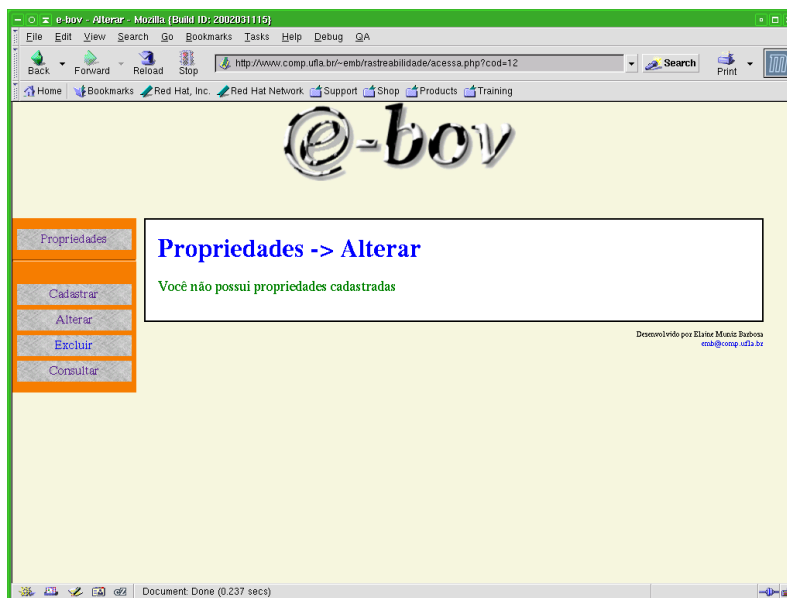 e-bov - Alterar - Mozilla {Build ID: 2002031115}
File Edit View Search Go Bookmarks Tasks Help Debug QA
Back Forward Reload Stop http://www.comp.ufla.br/~emb/rastreabilidade/acessa.php?cod=12 Search Print
Home Bookmarks Red Hat, Inc. Red Hat Network Support Shop Products Training
e-bov
Propriedades
Cadastrar
Alterar
Excluir
Consultar
Propriedades -> Alterar
Você não possui propriedades cadastradas
Desenvolvido por Elaine Muniz Barbosa
emb@comp.ufla.br
Document: Done (0.237 secs)